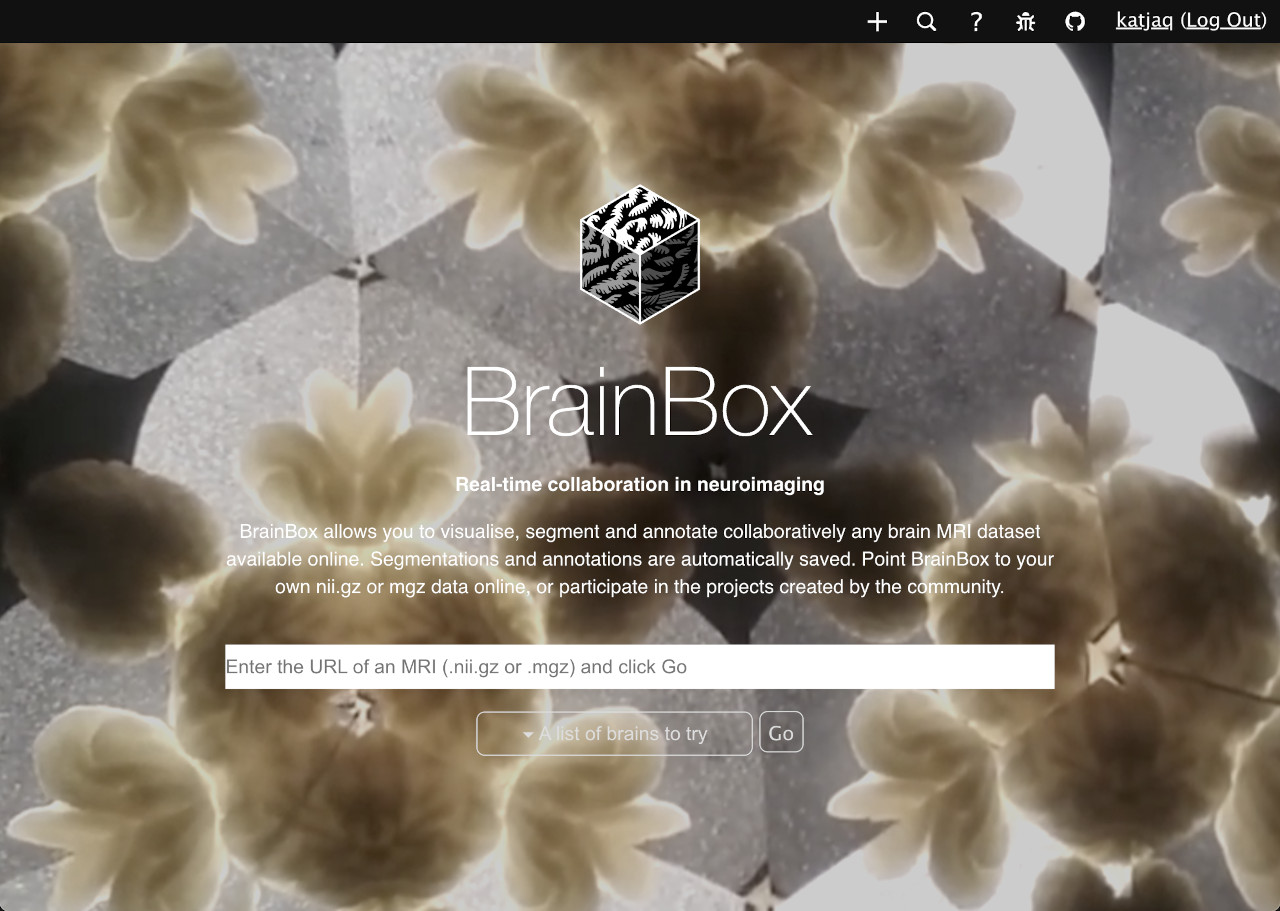 ? katjaq (Log Out)
BrainBox
Real-time collaboration in neuroimaging
BrainBox allows you to visualise, segment and annotate collaboratively any brain MRI dataset
available online. Segmentations and annotations are automatically saved. Point BrainBox to your
own nii.gz or mgz data online, or participate in the projects created by the community.
Enter the URL of an MRI (.nii.gz or .mgz) and click Go
A list of brains to try Go